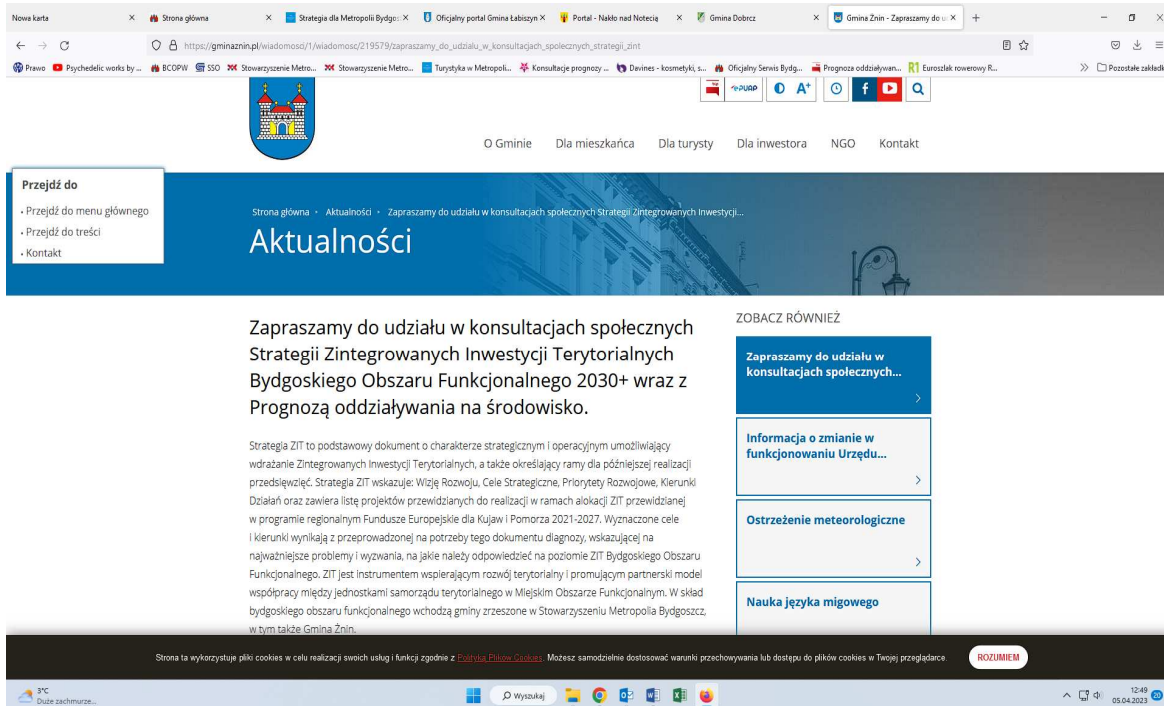 Nowa karta
Strona główna
Strategia dla Metropolii Bydgos:
Oficjalny portal Gmina Łabiszyn
Portal - Nakło nad Notecią
Gmina Dobrcz
Gmina Żnin - Zapraszamy do u
https://gminaznin.pl/wiadomosci/1/wiadomosc/219579/zapraszamy_do_udzialu_w_konsultacjach_spolecznych_strategii_zint
Prawo
Psychedelic works by ...
BCOPW
SSO
Stowarzyszenie Metro...
Stowarzyszenie Metro...
Turystyka w Metropoli...
Konsultacje prognozy ...
Davines - kosmetyki, s...
Oficjalny Serwis Bydg...
Prognoza oddziaływan...
R1 Euroszlak rowerowy R...
Pozostałe zakładk
bip
epUAP
A+
O Gminie Dla mieszkańca Dla turysty Dla inwestora NGO Kontakt
Przejdź do
Przejdź do menu głównego
Przejdź do treści
Kontakt
Strona główna • Aktualności • Zapraszamy do udziału w konsultacjach społecznych Strategii Zintegrowanych Inwestycji...
Aktualności
Zapraszamy do udziału w konsultacjach społecznych
Strategii Zintegrowanych Inwestycji Terytorialnych
Bydgoskiego Obszaru Funkcjonalnego 2030+ wraz z
Prognozą oddziaływania na środowisko.
Strategia ZIT to podstawowy dokument o charakterze strategicznym i operacyjnym umożliwiający
wdrażanie Zintegrowanych Inwestycji Terytorialnych, a także określający ramy dla późniejszej realizacji
przedsięwzięć. Strategia ZIT wskazuje: Wizję Rozwoju, Cele Strategiczne, Priorytety Rozwojowe, Kierunki
Działań oraz zawiera listę projektów przewidzianych do realizacji w ramach alokacji ZIT przewidzianej
w programie regionalnym Fundusze Europejskie dla Kujaw i Pomorza 2021-2027. Wyznaczone cele
i kierunki wynikają z przeprowadzonej na potrzeby tego dokumentu diagnozy, wskazującej na
najważniejsze problemy i wyzwania, na jakie należy odpowiedzieć na poziomie ZIT Bydgoskiego Obszaru
Funkcjonalnego. ZIT jest instrumentem wspierającym rozwój terytorialny i promującym partnerski model
współpracy między jednostkami samorządu terytorialnego w Miejskim Obszarze Funkcjonalnym. W skład
bydgoskiego obszaru funkcjonalnego wchodzą gminy zrzeszone w Stowarzyszeniu Metropolia Bydgoszcz,
w tym także Gmina Żnin.
ZOBACZ RÓWNIEŻ
Zapraszamy do udziału w
konsultacjach społecznych...
Informacja o zmianie w
funkcjonowaniu Urzędu...
Ostrzeżenie meteorologiczne
Nauka języka migowego
Strona ta wykorzystuje pliki cookies w celu realizacji swoich usług i funkcji zgodnie z Polityką Plików Cookies. Możesz samodzielnie dostosować warunki przechowywania lub dostępu do plików cookies w Twojej przeglądarce.
ROZUMIEM
3°C
Duże zachmurze...
Wyszukaj
12:49
05.04.2023
20